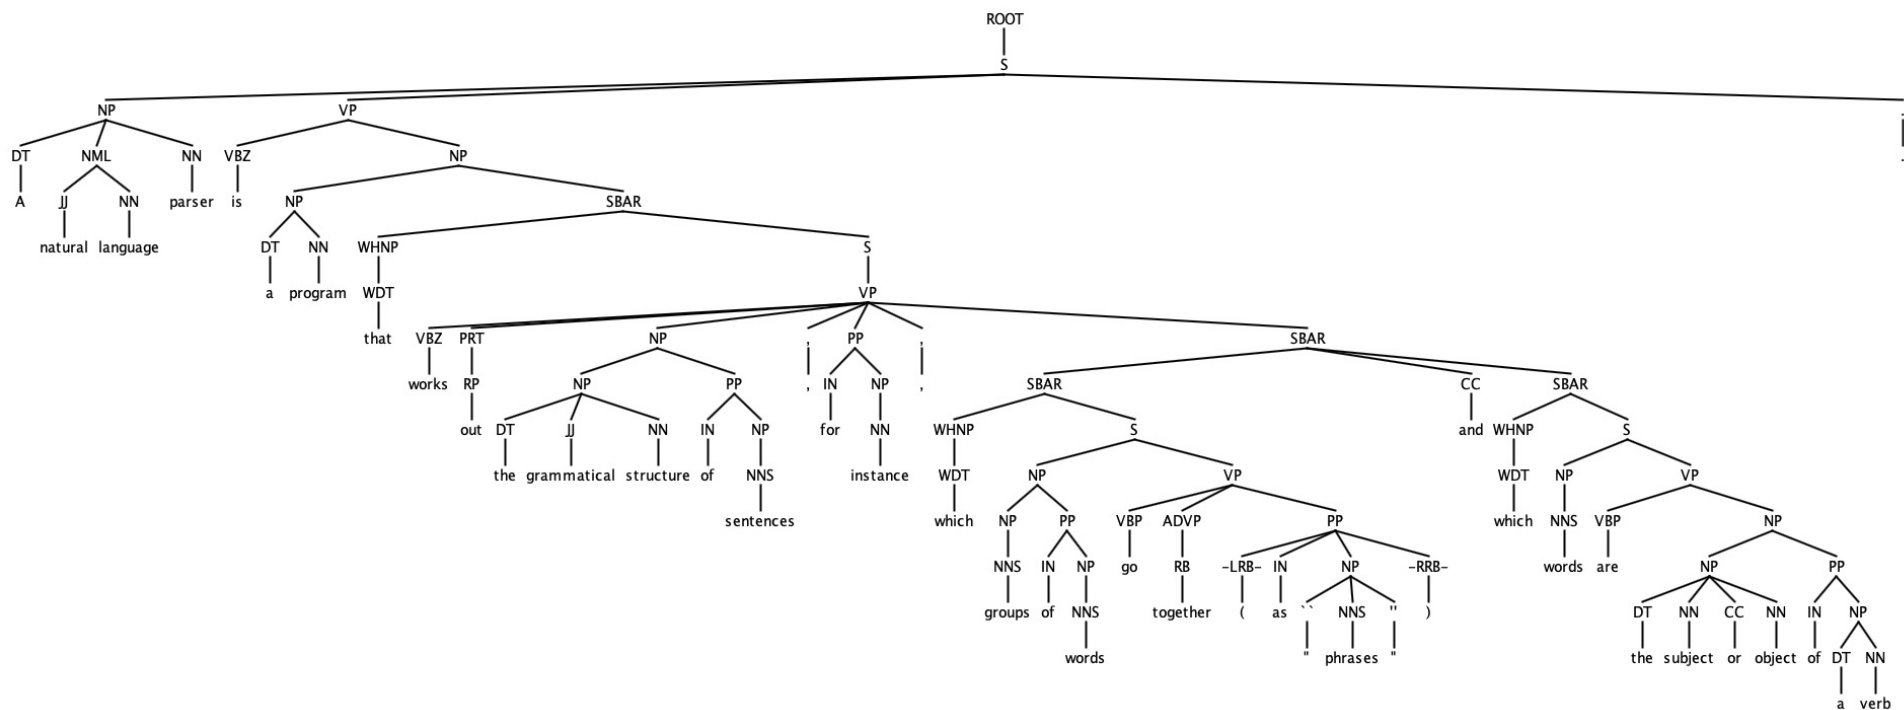 ROOT
S
NP VP .
DT NML NN VBZ NP .
A JJ NN parser is NP SBAR
natural language DT NN WHNP S
a program WDT VP
that VBZ PRT NP , PP , SBAR
works RP NP PP , IN NP , SBAR CC SBAR
out DT JJ NN IN NP for NN WHNP S and WHNP S
the grammatical structure of NNS instance WDT NP VP WDT NP VP
sentences which NP PP VBP ADVP PP which NNS VBP NP
NNS IN NP go RB -LRB- IN NP -RRB- words are NP PP
groups of NNS together ( as `` NNS '' ) DT NN CC NN IN NP
words " phrases " the subject or object of DT NN
a verb